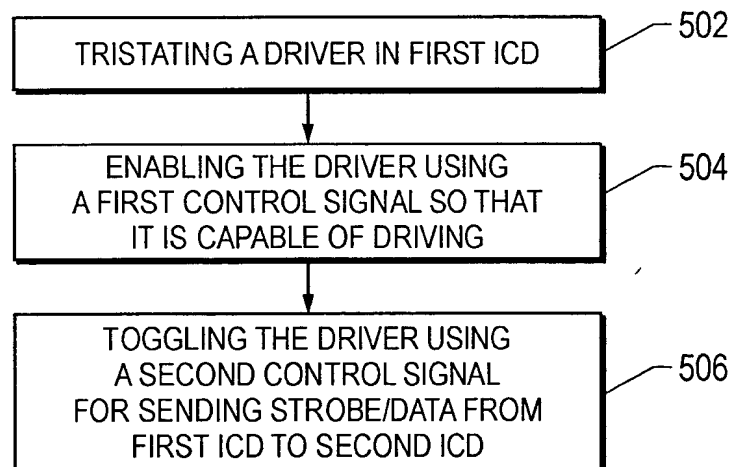 TRISTATING A DRIVER IN FIRST ICD
502
ENABLING THE DRIVER USING
A FIRST CONTROL SIGNAL SO THAT
IT IS CAPABLE OF DRIVING
504
TOGGLING THE DRIVER USING
A SECOND CONTROL SIGNAL
FOR SENDING STROBE/DATA FROM
FIRST ICD TO SECOND ICD
506